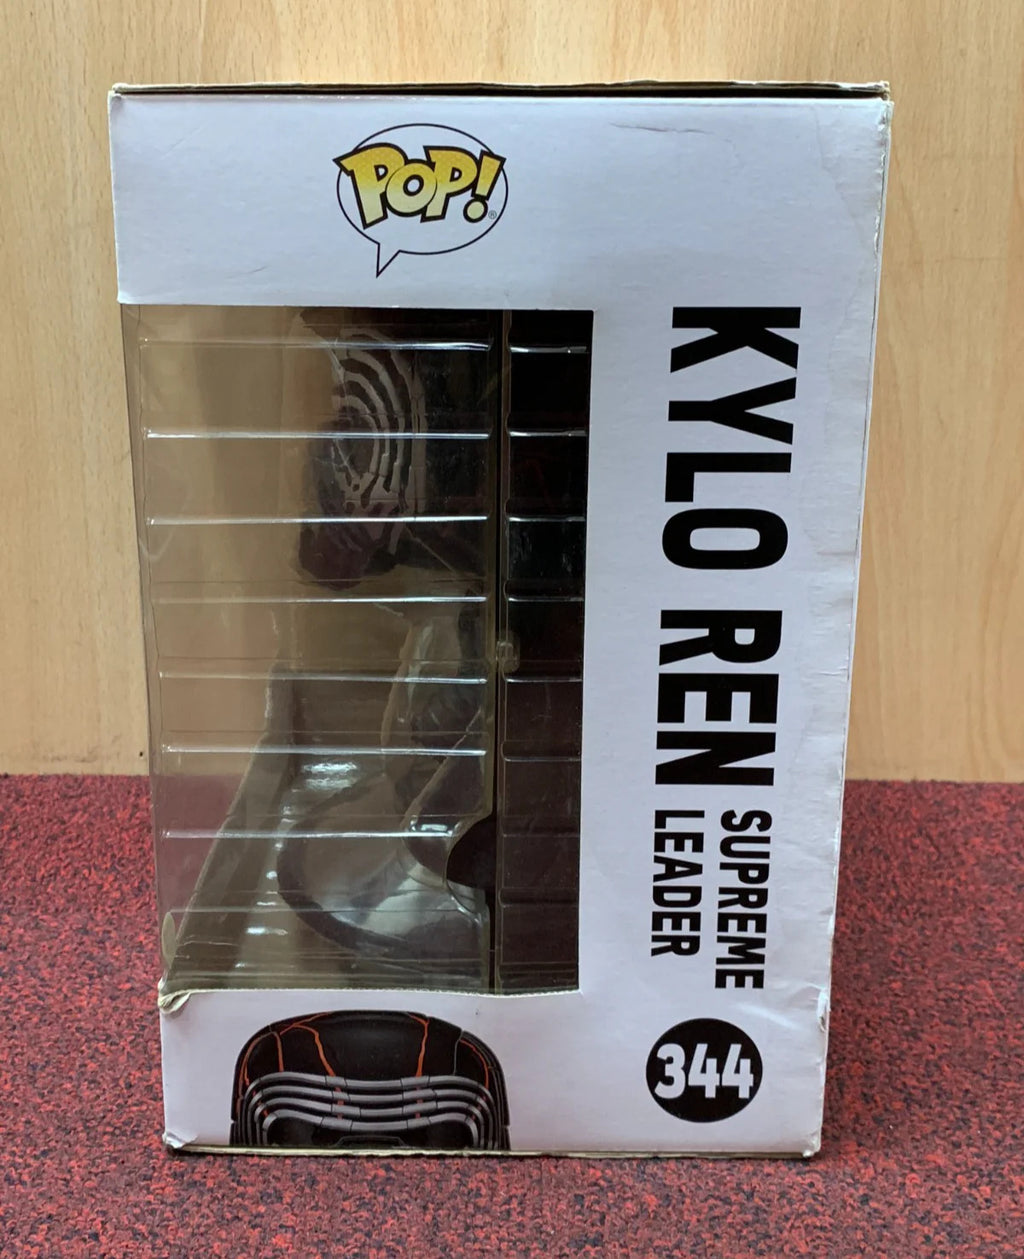 POP!
®
KYLO REN SUPREME
LEADER
344